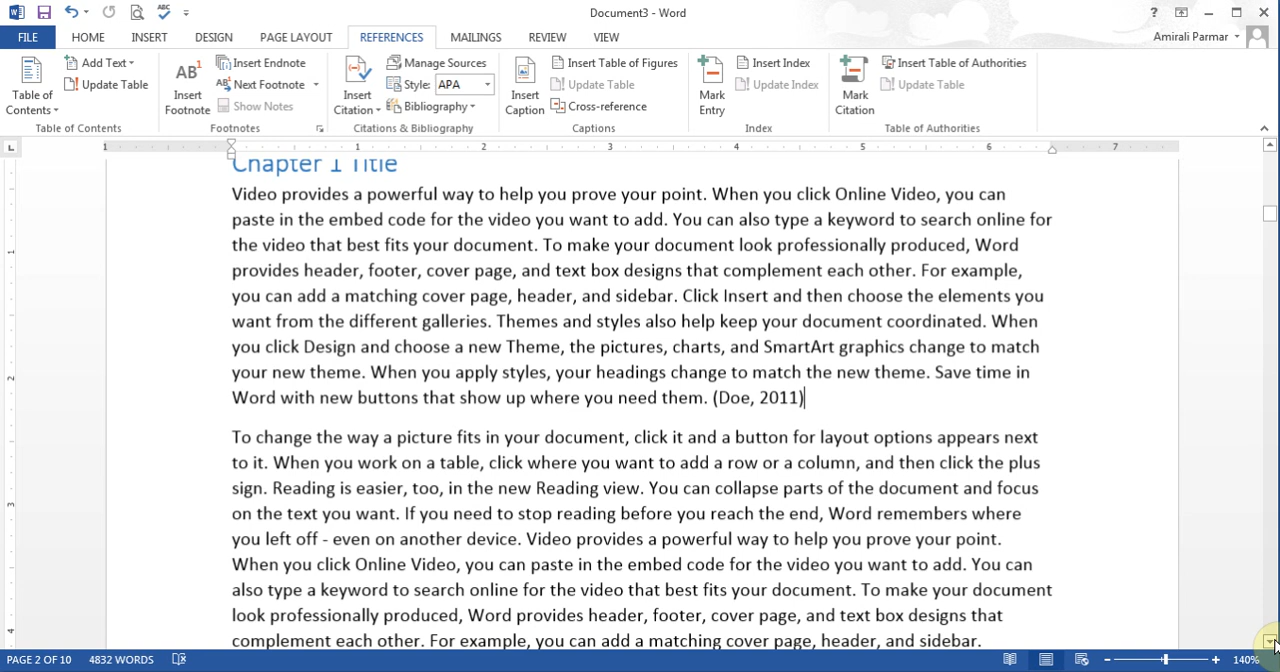 Document3 - Word
FILE HOME INSERT DESIGN PAGE LAYOUT REFERENCES MAILINGS REVIEW VIEW Amirali Parmar
Table of Contents
Add Text
Update Table
Table of Contents
AB1 Insert Footnote
Insert Endnote
Next Footnote
Show Notes
Footnotes
Insert Citation
Manage Sources
Style: APA
Bibliography
Citations & Bibliography
Insert Caption
Insert Table of Figures
Update Table
Cross-reference
Captions
Mark Entry
Insert Index
Update Index
Index
Mark Citation
Insert Table of Authorities
Update Table
Table of Authorities
1 1 2 3 4 5 6 7
Chapter 1 Title
Video provides a powerful way to help you prove your point. When you click Online Video, you can
paste in the embed code for the video you want to add. You can also type a keyword to search online for
the video that best fits your document. To make your document look professionally produced, Word
provides header, footer, cover page, and text box designs that complement each other. For example,
you can add a matching cover page, header, and sidebar. Click Insert and then choose the elements you
want from the different galleries. Themes and styles also help keep your document coordinated. When
you click Design and choose a new Theme, the pictures, charts, and SmartArt graphics change to match
your new theme. When you apply styles, your headings change to match the new theme. Save time in
Word with new buttons that show up where you need them. (Doe, 2011)
To change the way a picture fits in your document, click it and a button for layout options appears next
to it. When you work on a table, click where you want to add a row or a column, and then click the plus
sign. Reading is easier, too, in the new Reading view. You can collapse parts of the document and focus
on the text you want. If you need to stop reading before you reach the end, Word remembers where
you left off - even on another device. Video provides a powerful way to help you prove your point.
When you click Online Video, you can paste in the embed code for the video you want to add. You can
also type a keyword to search online for the video that best fits your document. To make your document
look professionally produced, Word provides header, footer, cover page, and text box designs that
complement each other. For example, you can add a matching cover page, header, and sidebar.
PAGE 2 OF 10 4832 WORDS 140%